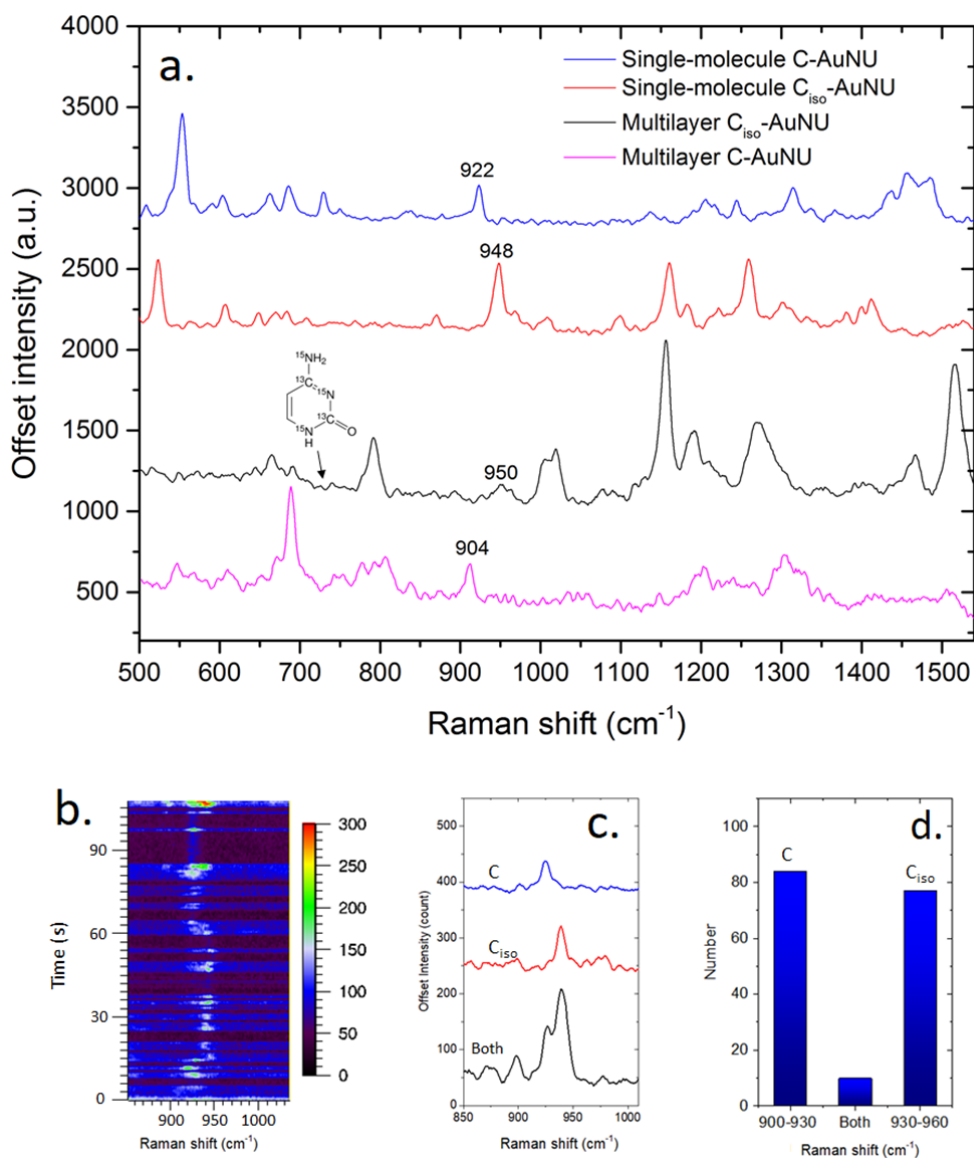 a.
Single-molecule C-AuNU
Single-molecule Ciso-AuNU
Multilayer Ciso-AuNU
Multilayer C-AuNU
4000
3500
3000
2500
2000
1500
1000
500
Offset intensity (a.u.)
922
948
950
904
15NH2
13C
15N
13C
O
15N
H
500 600 700 800 900 1000 1100 1200 1300 1400 1500
Raman shift (cm-1)
b.
90
60
30
0
Time (s)
900 950 1000
Raman shift (cm-1)
300
250
200
150
100
50
0
c.
500
400
300
200
100
0
Offset Intensity (count)
C
Ciso
Both
850 900 950 1000
Raman shift (cm-1)
d.
100
80
60
40
20
0
Number
C
Ciso
900-930 Both 930-960
Raman shift (cm-1)